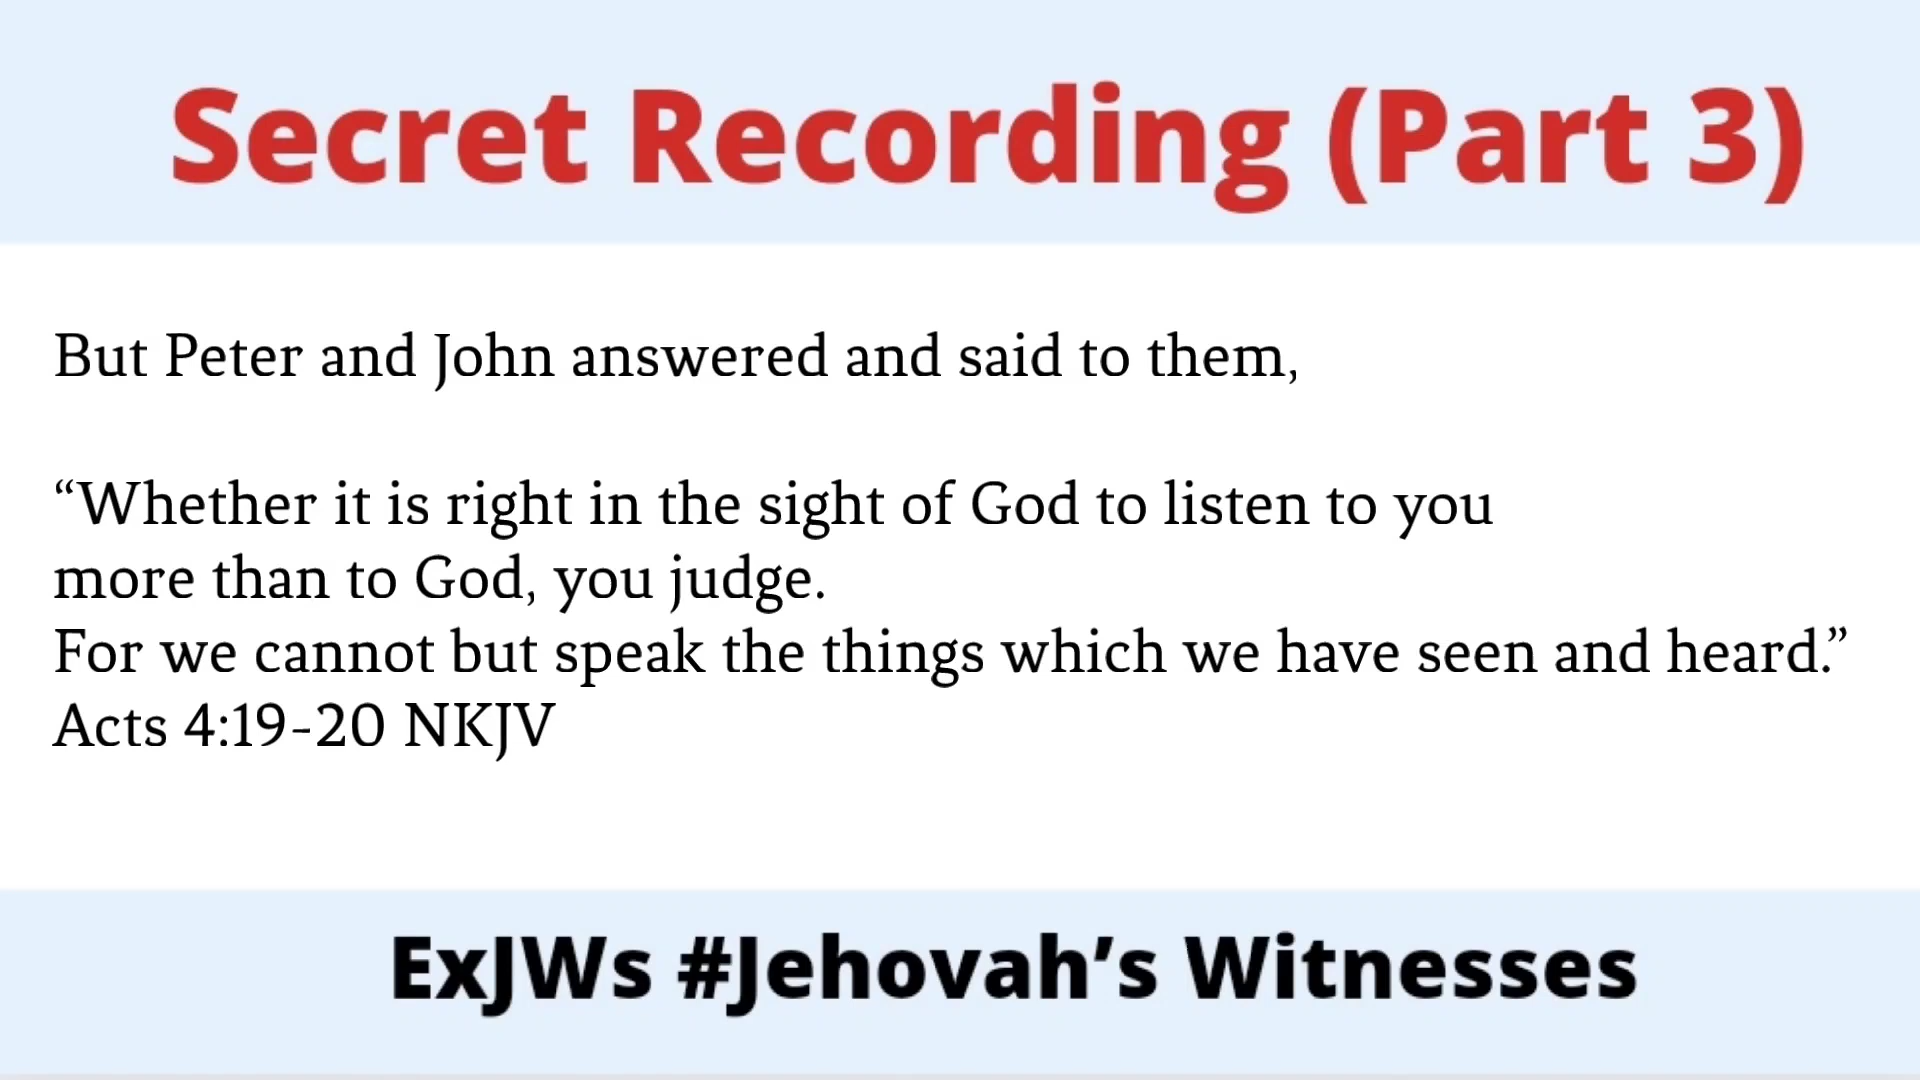 Secret Recording (Part 3)
But Peter and John answered and said to them,
“Whether it is right in the sight of God to listen to you
more than to God, you judge.
For we cannot but speak the things which we have seen and heard.”
Acts 4:19-20 NKJV
ExJWs #Jehovah’s Witnesses